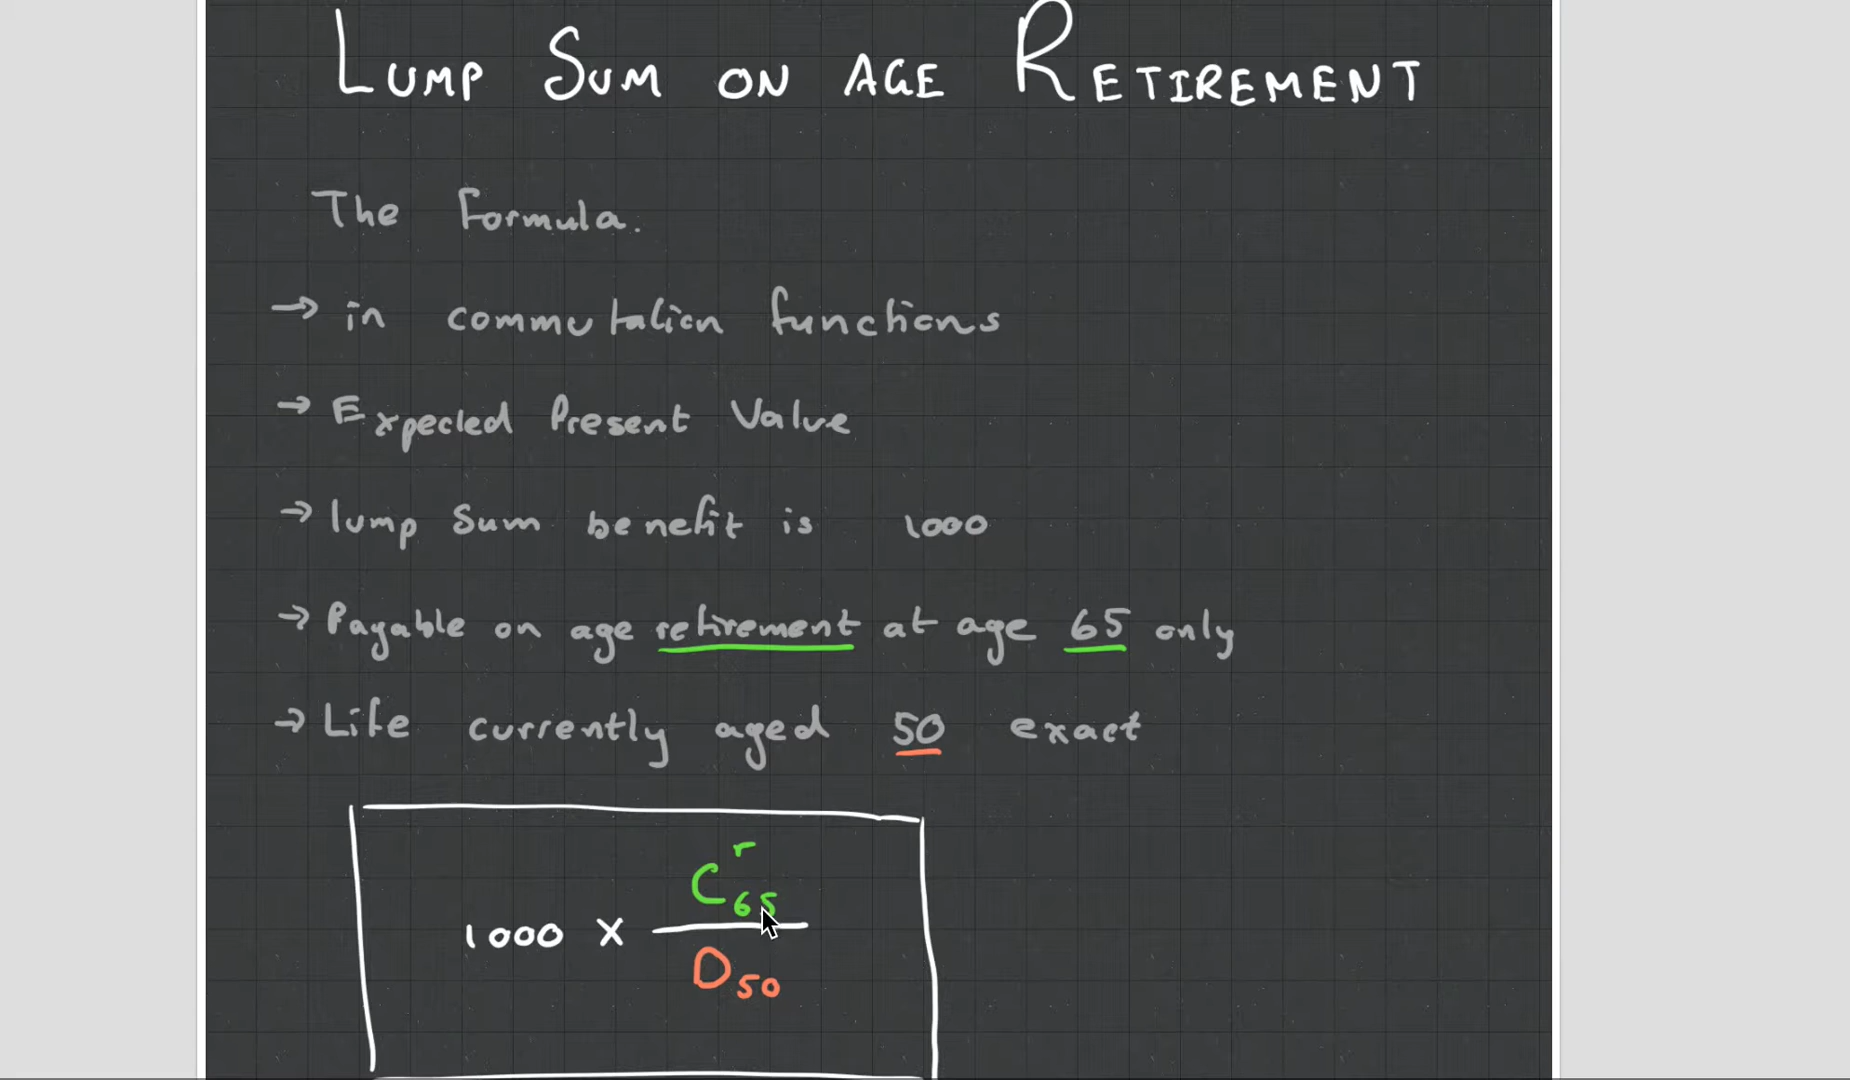 LUMP SUM ON AGE RETIREMENT
The Formula.
→ in commutation functions
→ Expected Present Value
→ lump sum benefit is 1000
→ Payable on age retirement at age 65 only
→ Life currently aged 50 exact
1000 × C^r_65 / D_50